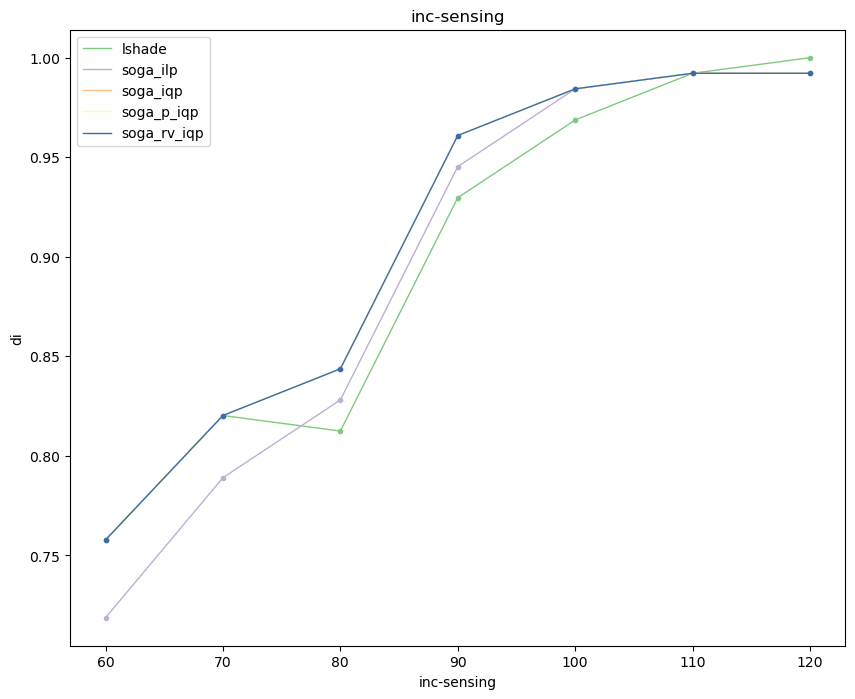 inc-sensing
lshade
soga_ilp
soga_iqp
soga_p_iqp
soga_rv_iqp
1.00
0.95
0.90
0.85
0.80
0.75
di
60 70 80 90 100 110 120
inc-sensing